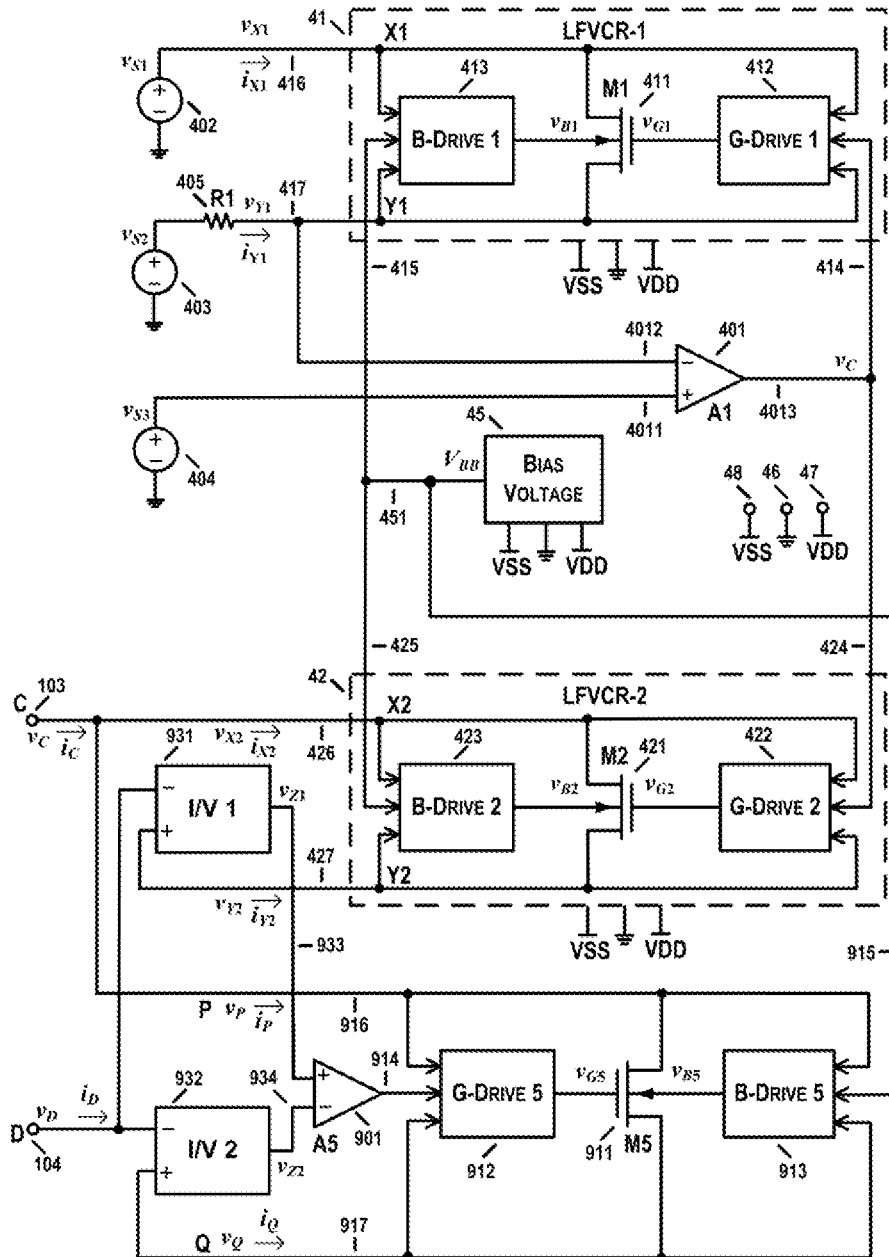 41
LFVCR-1
vX1
X1
vS1
iX1
416
413
M1
411
412
402
B-DRIVE 1
vB1
vG1
G-DRIVE 1
405
R1
417
vY1
Y1
vS2
iY1
403
415
VSS
VDD
414
4012
401
vC
vS3
4011
A1
4013
404
45
VBB
BIAS
VOLTAGE
451
48
46
47
VSS
VDD
VSS
VDD
425
424
42
LFVCR-2
C
103
vC
iC
931
vX2
iX2
426
X2
423
M2
421
422
I/V 1
vZ1
B-DRIVE 2
vB2
vG2
G-DRIVE 2
427
Y2
vY2
iY2
933
VSS
VDD
915
P
vP
iP
916
932
934
914
vG5
vB5
G-DRIVE 5
B-DRIVE 5
iD
vD
D
104
I/V 2
vZ2
A5
901
912
911
M5
913
iQ
917
Q
vQ